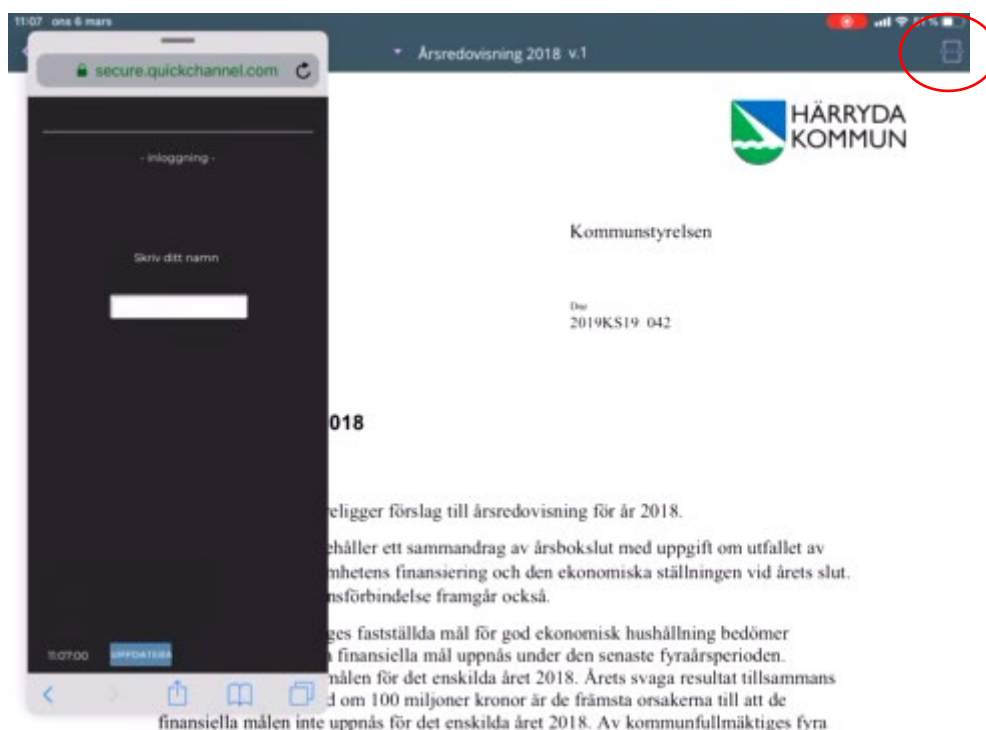 11:07 ons 6 mars
51 %
Årsredovisning 2018 v.1
secure.quickchannel.com
- inloggning -
Skriv ditt namn
11:07:00 UPPDATERA
HÄRRYDA
KOMMUN
Kommunstyrelsen
Dnr
2019KS19 042
018
religger förslag till årsredovisning för år 2018.
ehåller ett sammandrag av årsbokslut med uppgift om utfallet av
mhetens finansiering och den ekonomiska ställningen vid årets slut.
nsförbindelse framgår också.
ges fastställda mål för god ekonomisk hushållning bedömer
finansiella mål uppnås under den senaste fyraårsperioden.
målen för det enskilda året 2018. Årets svaga resultat tillsammans
d om 100 miljoner kronor är de främsta orsakerna till att de
finansiella målen inte uppnås för det enskilda året 2018. Av kommunfullmäktiges fyra